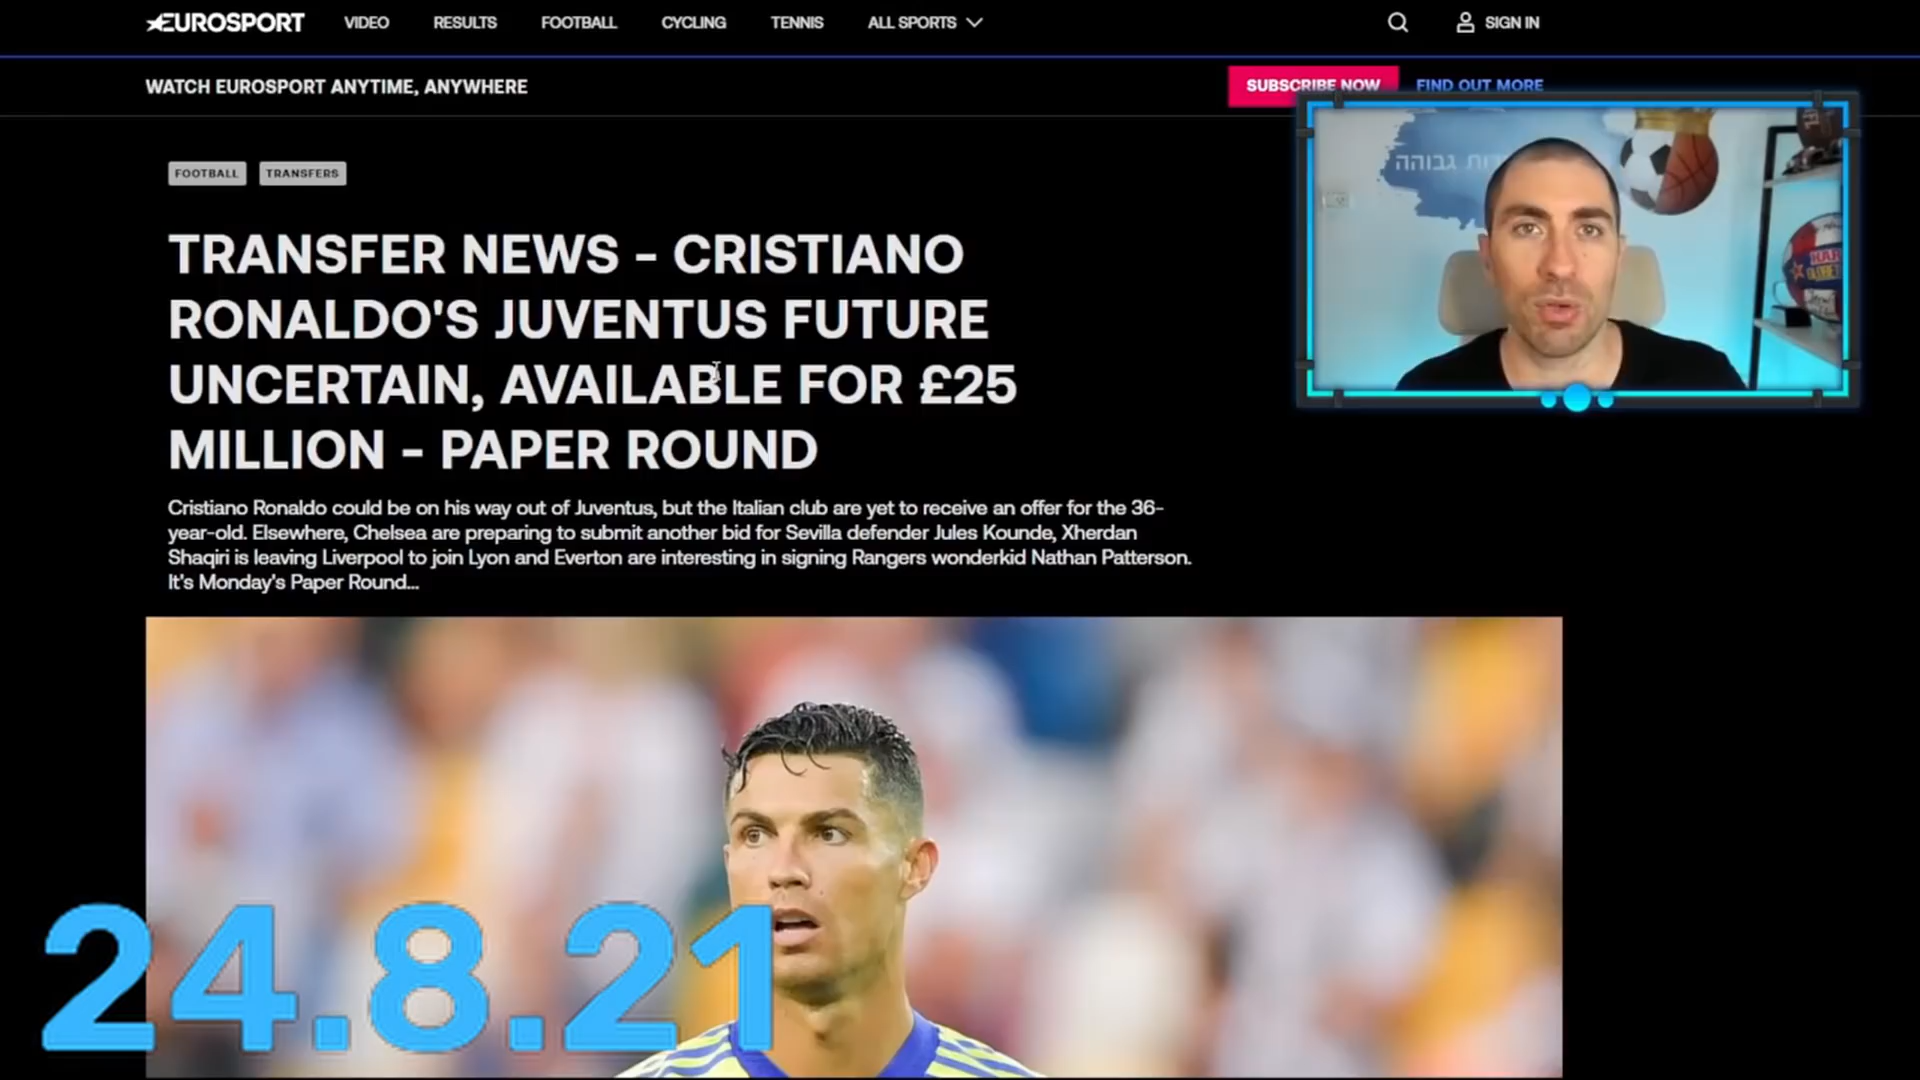 EUROSPORT VIDEO RESULTS FOOTBALL CYCLING TENNIS ALL SPORTS SIGN IN
WATCH EUROSPORT ANYTIME, ANYWHERE SUBSCRIBE NOW FIND OUT MORE
FOOTBALL TRANSFERS
גבוהה
TRANSFER NEWS - CRISTIANO
RONALDO'S JUVENTUS FUTURE
UNCERTAIN, AVAILABLE FOR £25
MILLION - PAPER ROUND
Cristiano Ronaldo could be on his way out of Juventus, but the Italian club are yet to receive an offer for the 36-
year-old. Elsewhere, Chelsea are preparing to submit another bid for Sevilla defender Jules Kounde, Xherdan
Shaqiri is leaving Liverpool to join Lyon and Everton are interesting in signing Rangers wonderkid Nathan Patterson.
It's Monday's Paper Round...
24.8.21